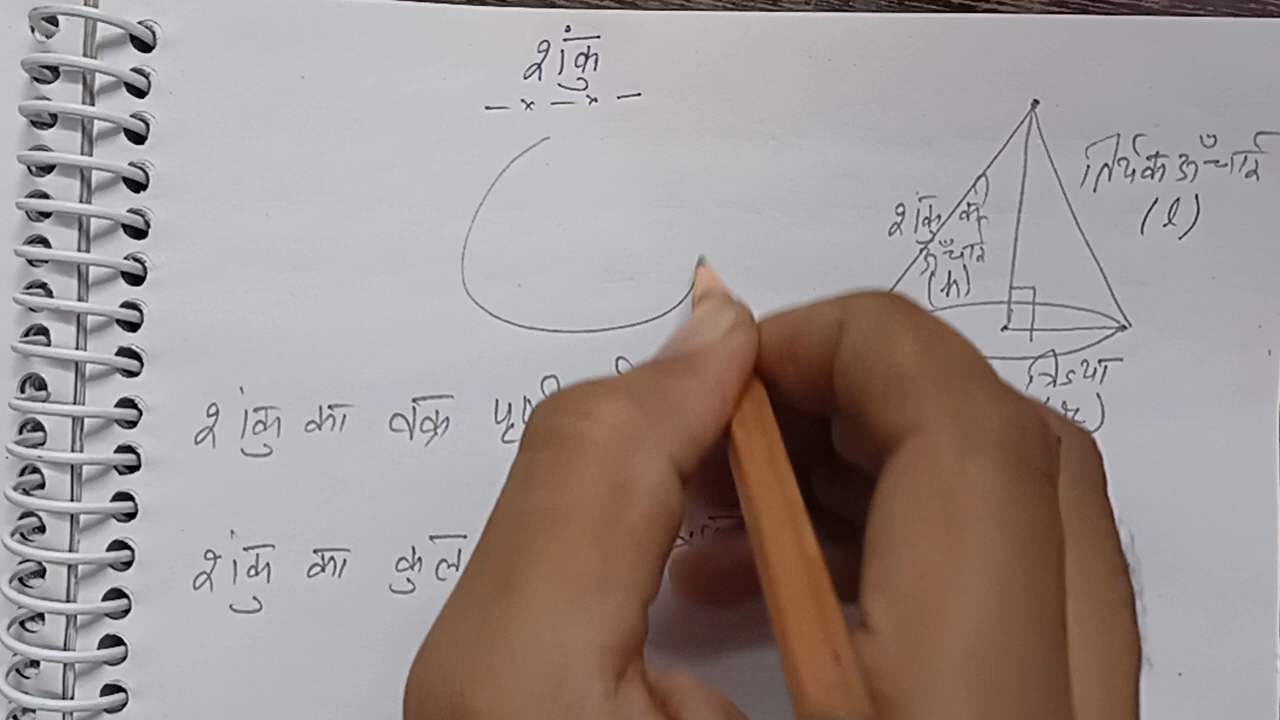 शंकु
तिर्यक ऊँचाई
(l)
शंकु की
ऊँचाई
(h)
त्रिज्या
(r)
शंकु का वक्र
शंकु का कुल